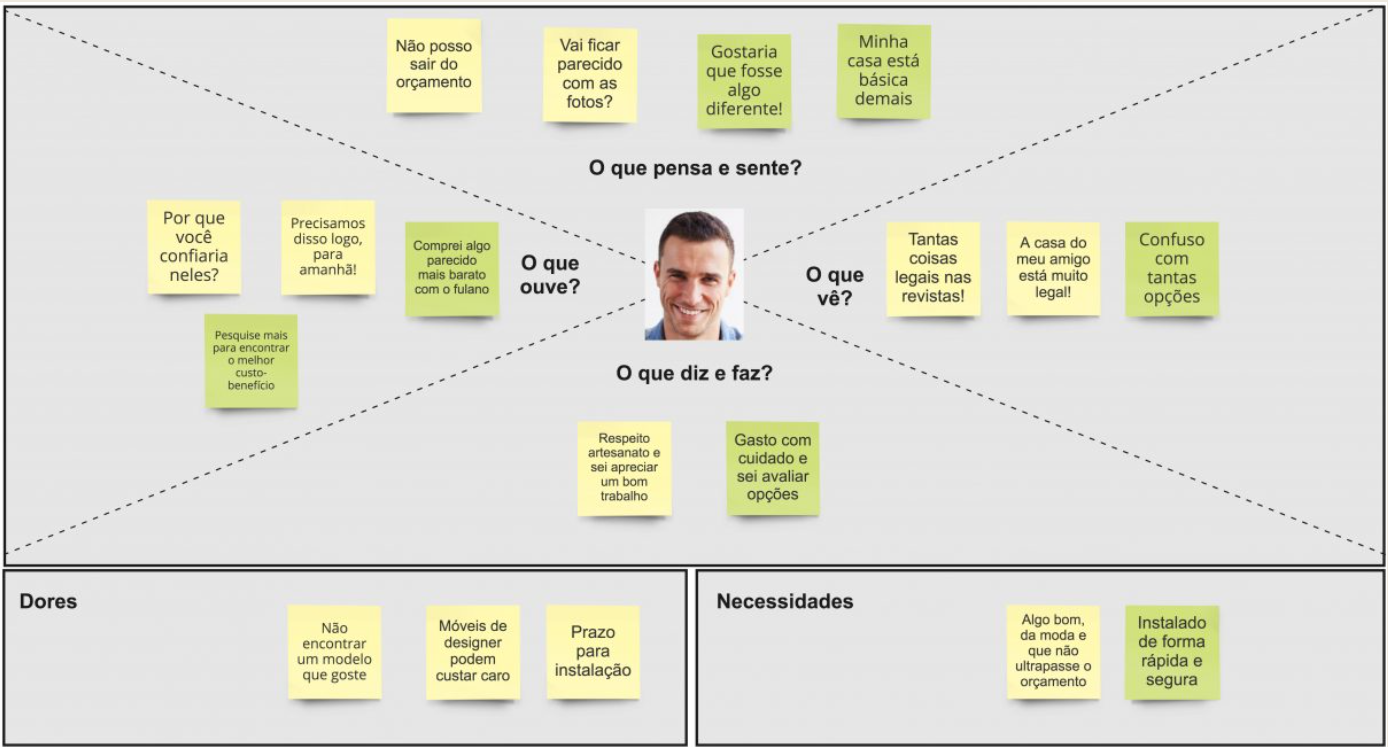 Não posso
sair do
orçamento
Vai ficar
parecido
com as
fotos?
Gostaria
que fosse
algo
diferente!
Minha
casa está
básica
demais
O que pensa e sente?
Por que
você
confiaria
neles?
Precisamos
disso logo,
para
amanhã!
Comprei algo
parecido
mais barato
com o fulano
Pesquise mais
para encontrar
o melhor
custo-
benefício
O que
ouve?
O que
vê?
Tantas
coisas
legais nas
revistas!
A casa do
meu amigo
está muito
legal!
Confuso
com
tantas
opções
O que diz e faz?
Respeito
artesanato e
sei apreciar
um bom
trabalho
Gasto com
cuidado e
sei avaliar
opções
Dores
Não
encontrar
um modelo
que goste
Móveis de
designer
podem
custar caro
Prazo
para
instalação
Necessidades
Algo bom,
da moda e
que não
ultrapasse o
orçamento
Instalado
de forma
rápida e
segura